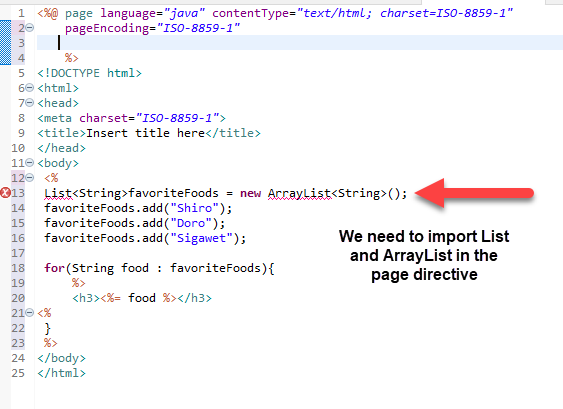 1 <%@ page language="java" contentType="text/html; charset=ISO-8859-1"
2 pageEncoding="ISO-8859-1"
3
4 %>
5 <!DOCTYPE html>
6 <html>
7 <head>
8 <meta charset="ISO-8859-1">
9 <title>Insert title here</title>
10 </head>
11 <body>
12 <%
13 List<String>favoriteFoods = new ArrayList<String>();
14 favoriteFoods.add("Shiro");
15 favoriteFoods.add("Doro");
16 favoriteFoods.add("Sigawet");
17
18 for(String food : favoriteFoods){
19 %>
20 <h3><%= food %></h3>
21 <%
22 }
23 %>
24 </body>
25 </html>
We need to import List
and ArrayList in the
page directive